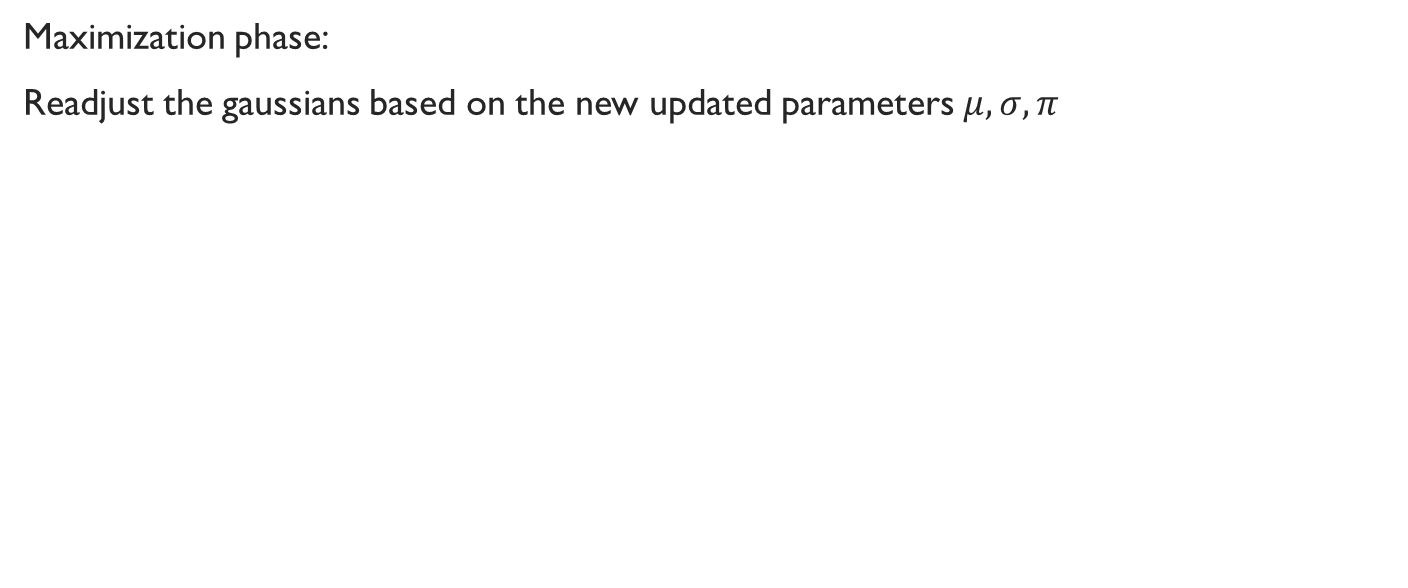 Maximization phase:
Readjust the gaussians based on the new updated parameters 𝜇, 𝜎, 𝜋